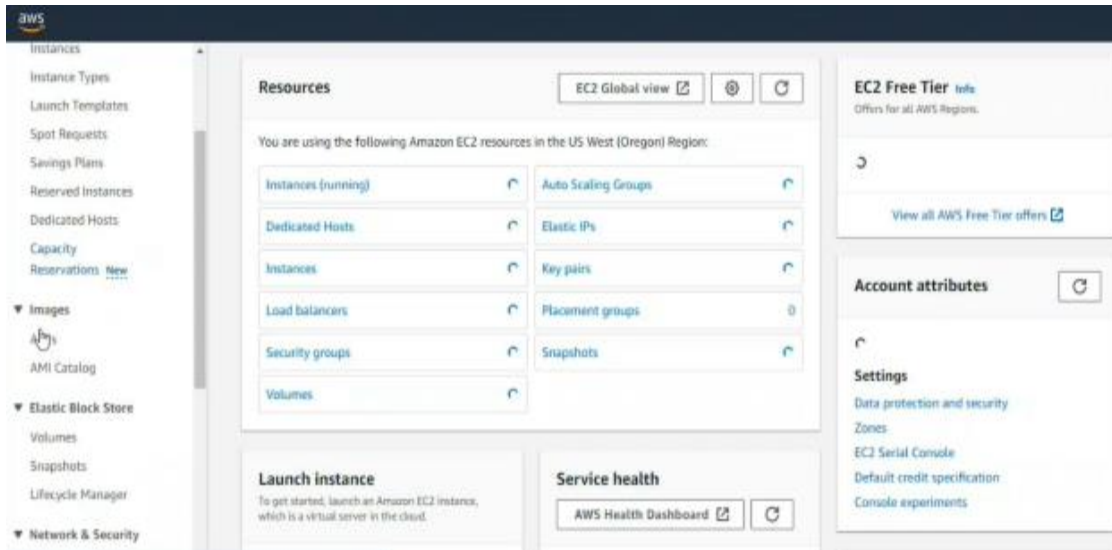 aws
Instances
Instance Types
Launch Templates
Spot Requests
Savings Plans
Reserved Instances
Dedicated Hosts
Capacity
Reservations New
Images
AMI Catalog
Elastic Block Store
Volumes
Snapshots
Lifecycle Manager
Network & Security
Resources
EC2 Global view
You are using the following Amazon EC2 resources in the US West (Oregon) Region:
Instances (running)
Auto Scaling Groups
Dedicated Hosts
Elastic IPs
Instances
Key pairs
Load balancers
Placement groups 0
Security groups
Snapshots
Volumes
Launch instance
To get started, launch an Amazon EC2 instance,
which is a virtual server in the cloud.
Service health
AWS Health Dashboard
EC2 Free Tier Info
Offers for all AWS Regions.
View all AWS Free Tier offers
Account attributes
Settings
Data protection and security
Zones
EC2 Serial Console
Default credit specification
Console experiments